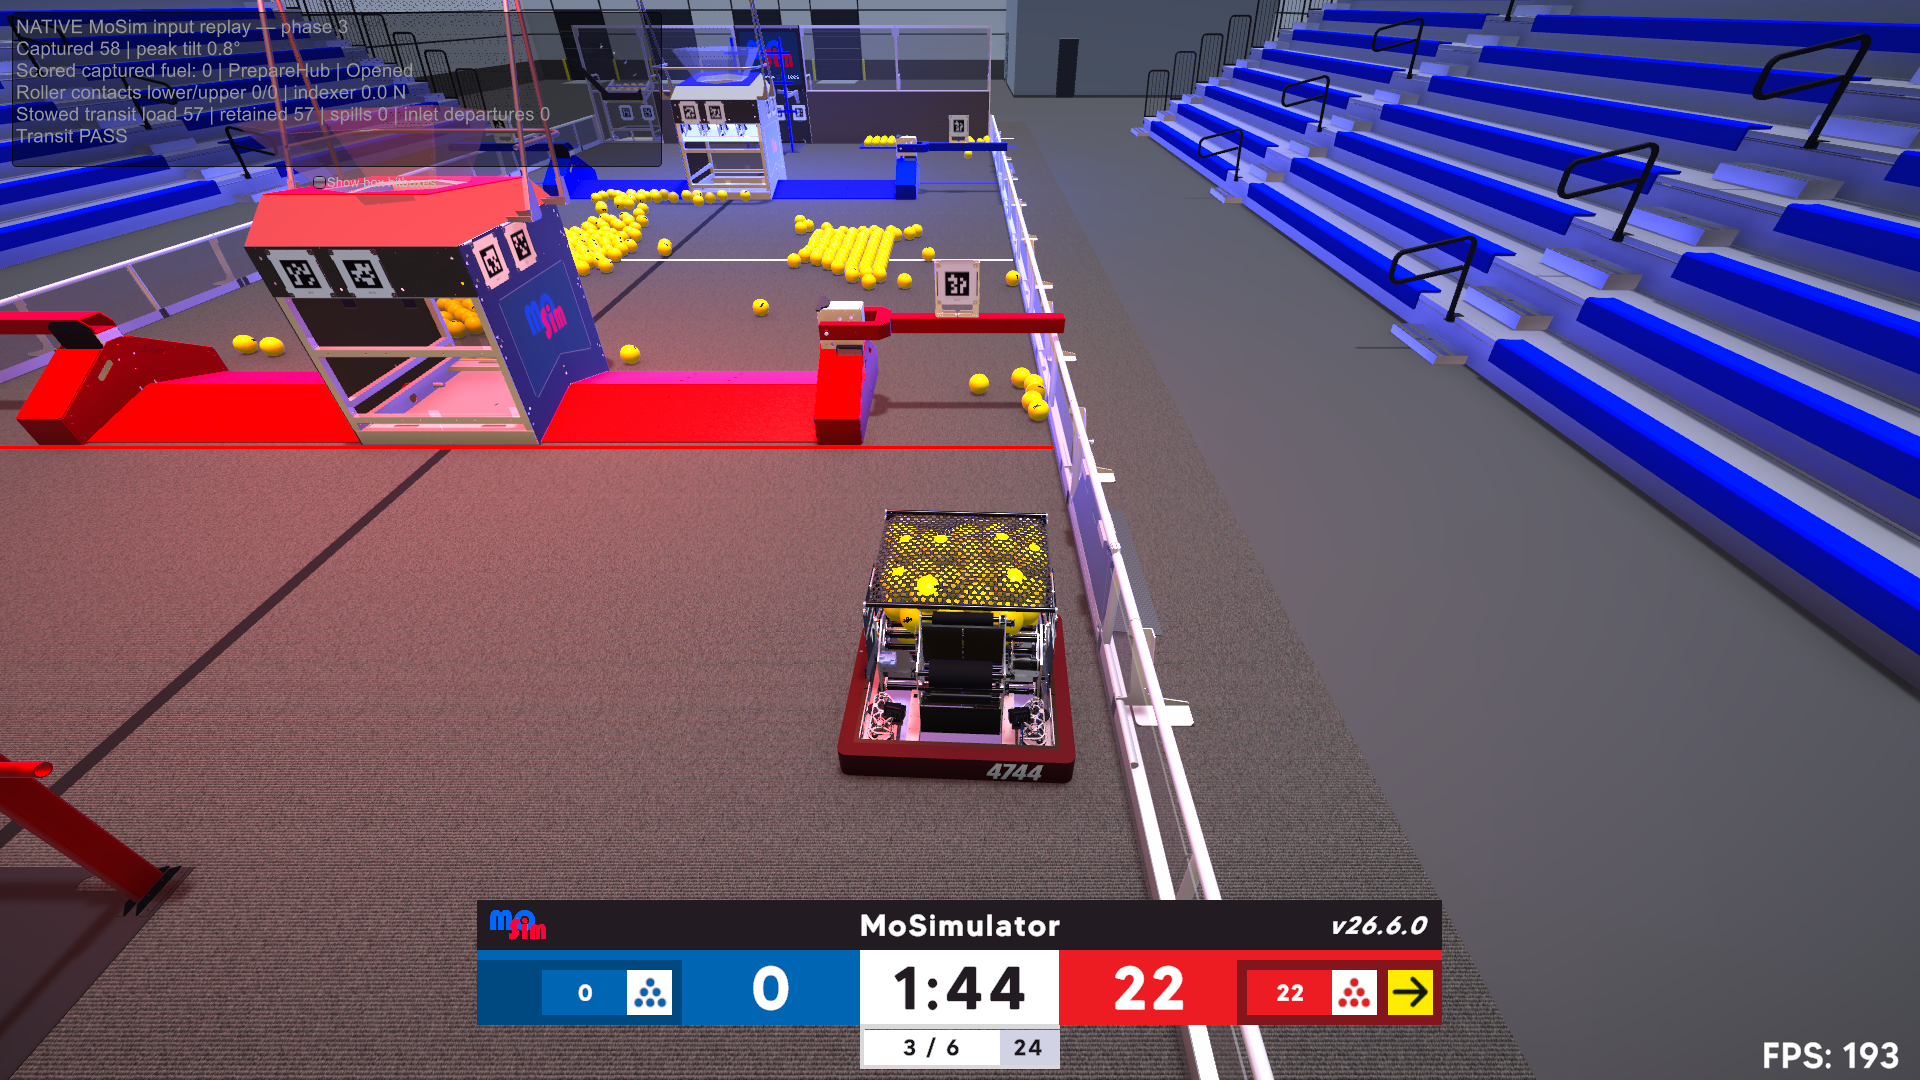 NATIVE MoSim input replay — phase 3
Captured 58 | peak tilt 0.8°
Scored captured fuel: 0 | PrepareHub | Opened
Roller contacts lower/upper 0/0 | indexer 0.0 N
Stowed transit load 57 | retained 57 | spills 0 | inlet departures 0
Transit PASS
Show box hitboxes
MoSim
4744
MoSim
MoSimulator
v26.6.0
0
0
1:44
22
22
3 / 6
24
FPS: 193